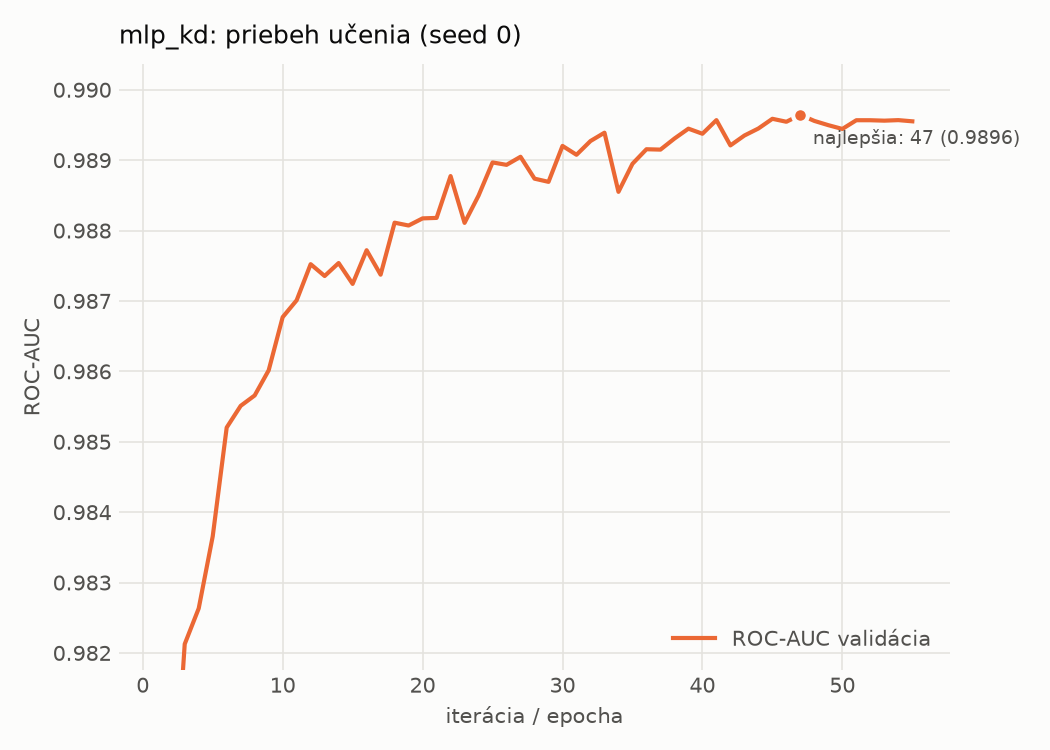 mlp_kd: priebeh učenia (seed 0)
0.990
0.989
0.988
0.987
0.986
0.985
0.984
0.983
0.982
ROC-AUC
najlepšia: 47 (0.9896)
ROC-AUC validácia
0 10 20 30 40 50
iterácia / epocha